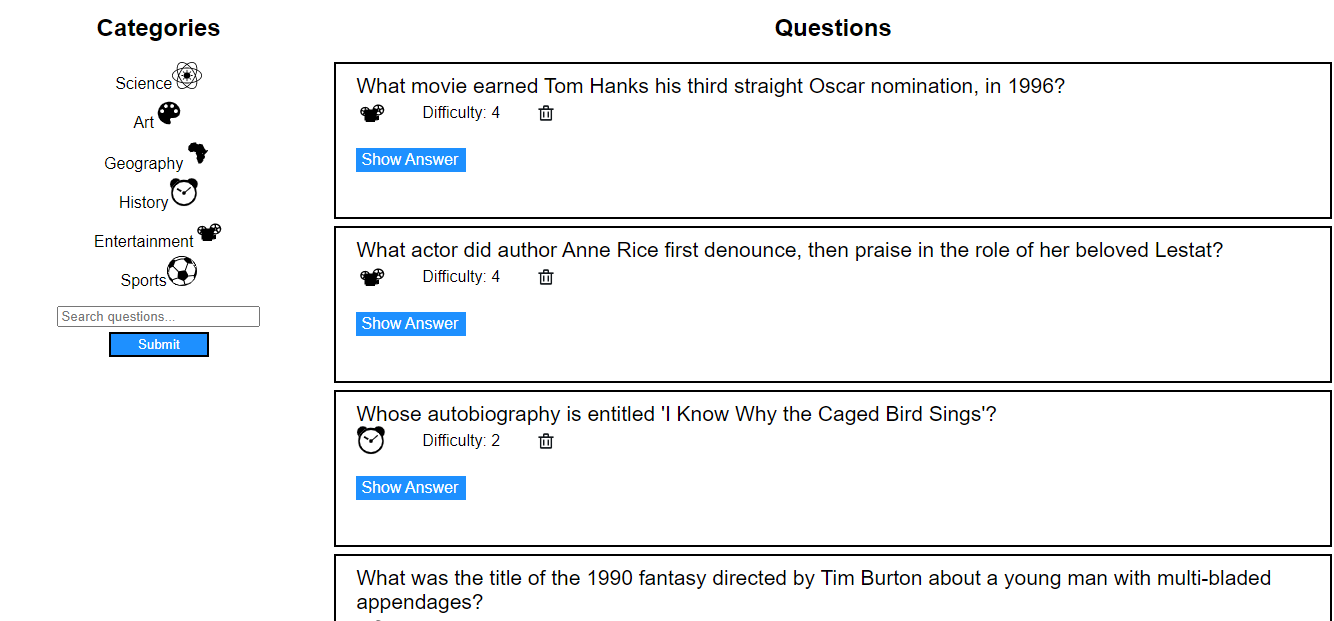 Categories
Science
Art
Geography
History
Entertainment
Sports
Search questions...
Submit
Questions
What movie earned Tom Hanks his third straight Oscar nomination, in 1996?
Difficulty: 4
Show Answer
What actor did author Anne Rice first denounce, then praise in the role of her beloved Lestat?
Difficulty: 4
Show Answer
Whose autobiography is entitled 'I Know Why the Caged Bird Sings'?
Difficulty: 2
Show Answer
What was the title of the 1990 fantasy directed by Tim Burton about a young man with multi-bladed
appendages?